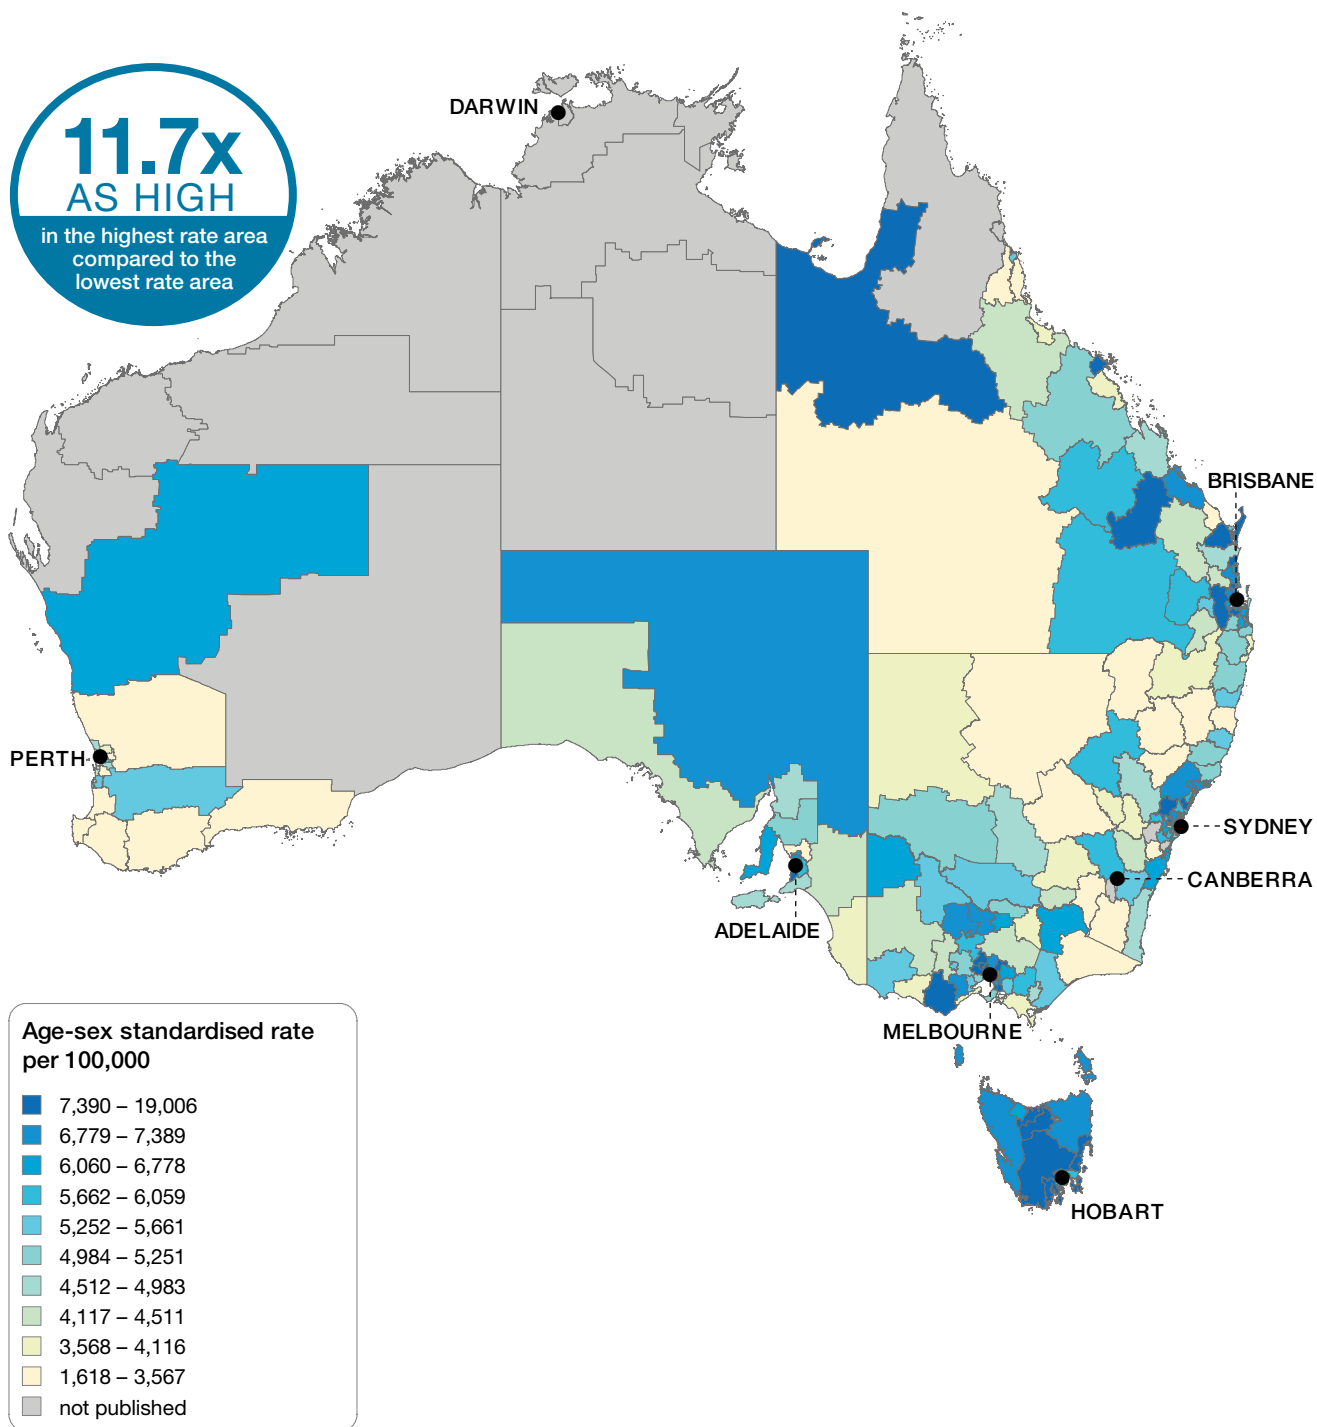 11.7x
AS HIGH
in the highest rate area
compared to the
lowest rate area
DARWIN
BRISBANE
PERTH
SYDNEY
CANBERRA
ADELAIDE
MELBOURNE
HOBART
Age-sex standardised rate
per 100,000
7,390 – 19,006
6,779 – 7,389
6,060 – 6,778
5,662 – 6,059
5,252 – 5,661
4,984 – 5,251
4,512 – 4,983
4,117 – 4,511
3,568 – 4,116
1,618 – 3,567
not published